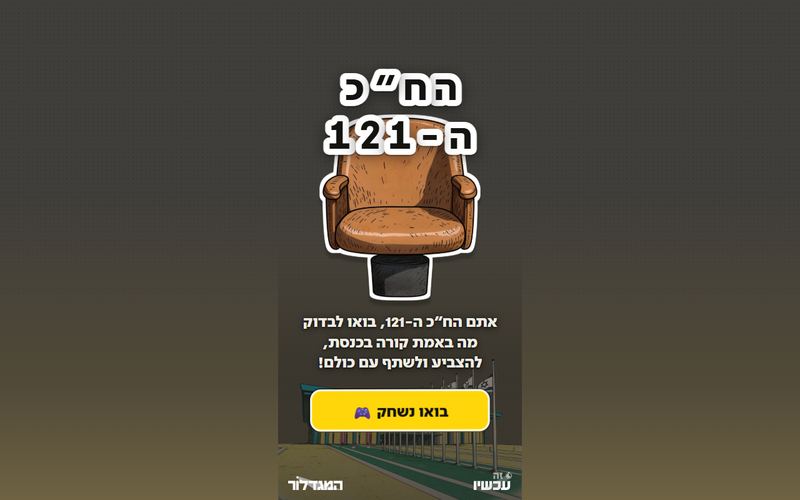 הח״כ
ה-121
אתם הח״כ ה-121, בואו לבדוק
מה באמת קורה בכנסת,
להצביע ולשתף עם כולם!
בואו נשחק
זה
עכשיו
המגדלור